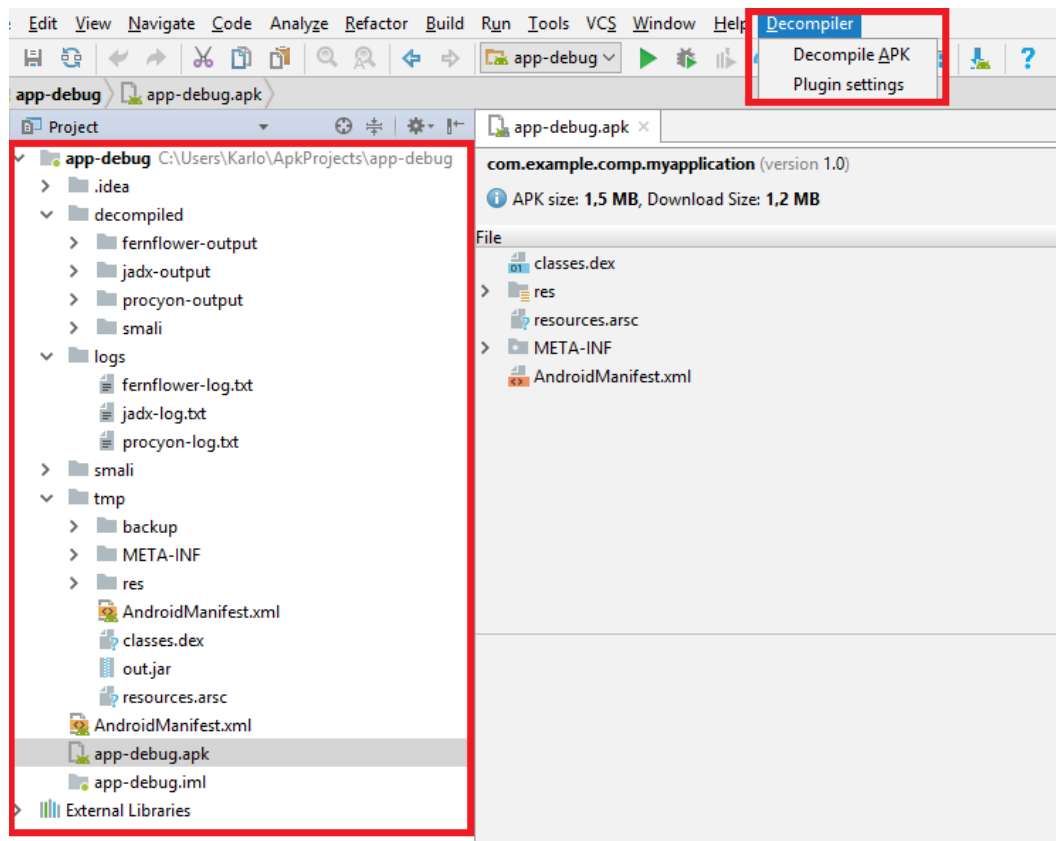 Edit View Navigate Code Analyze Refactor Build Run Tools VCS Window Help Decompiler
Decompile APK
Plugin settings
app-debug
?
app-debug app-debug.apk
Project
app-debug.apk
app-debug C:\Users\Karlo\ApkProjects\app-debug
.idea
decompiled
fernflower-output
jadx-output
procyon-output
smali
logs
fernflower-log.txt
jadx-log.txt
procyon-log.txt
smali
tmp
backup
META-INF
res
AndroidManifest.xml
classes.dex
out.jar
resources.arsc
AndroidManifest.xml
app-debug.apk
app-debug.iml
External Libraries
com.example.comp.myapplication (version 1.0)
APK size: 1,5 MB, Download Size: 1,2 MB
File
classes.dex
res
resources.arsc
META-INF
AndroidManifest.xml